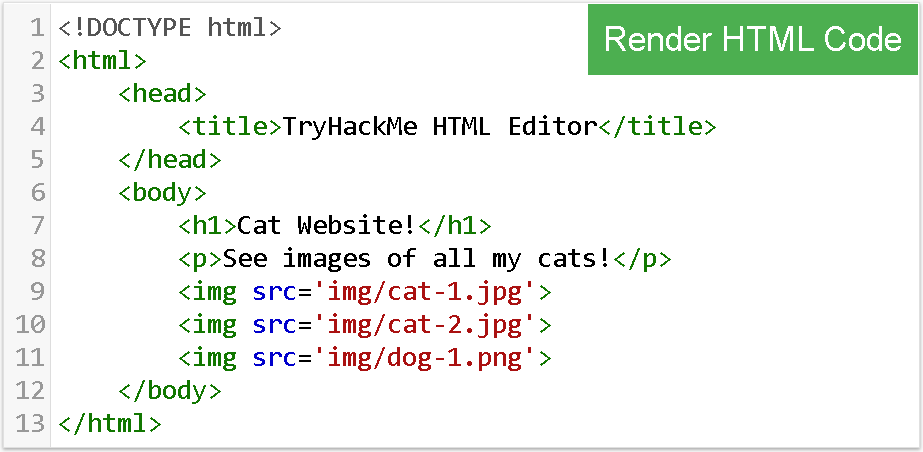 Render HTML Code
1 <!DOCTYPE html>
2 <html>
3     <head>
4         <title>TryHackMe HTML Editor</title>
5     </head>
6     <body>
7         <h1>Cat Website!</h1>
8         <p>See images of all my cats!</p>
9         <img src='img/cat-1.jpg'>
10         <img src='img/cat-2.jpg'>
11         <img src='img/dog-1.png'>
12     </body>
13 </html>